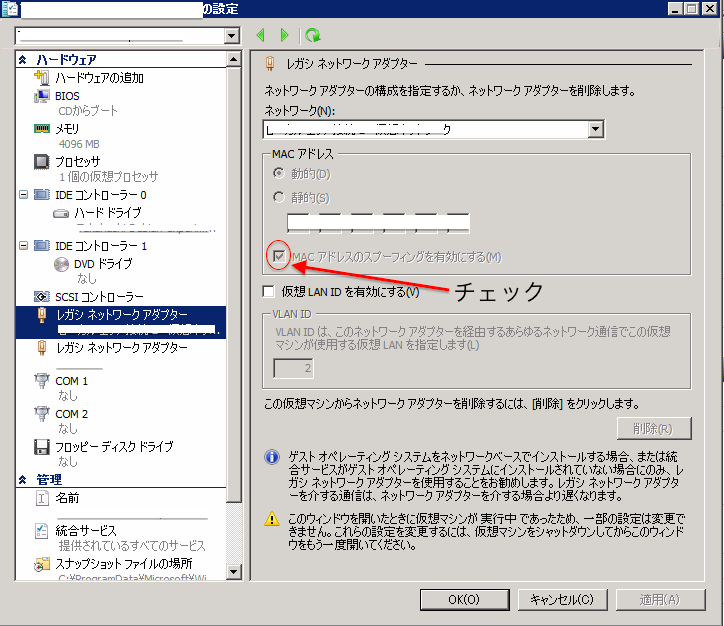 の設定
ハードウェア
ハードウェアの追加
BIOS
CDからブート
メモリ
4096 MB
プロセッサ
1 個の仮想プロセッサ
IDE コントローラー 0
ハード ドライブ
IDE コントローラー 1
DVD ドライブ
なし
SCSI コントローラー
レガシ ネットワーク アダプター
レガシ ネットワーク アダプター
COM 1
なし
COM 2
なし
フロッピー ディスク ドライブ
なし
管理
名前
統合サービス
提供されているすべてのサービス
スナップショット ファイルの場所
C:¥ProgramData¥Microsoft¥Wi
レガシ ネットワーク アダプター
ネットワーク アダプターの構成を指定するか、ネットワーク アダプターを削除します。
ネットワーク(N):
MAC アドレス
動的(D)
静的(S)
MAC アドレスのスプーフィングを有効にする(M)
チェック
仮想 LAN ID を有効にする(V)
VLAN ID
VLAN ID は、このネットワーク アダプターを経由するあらゆるネットワーク通信でこの仮想
マシンが使用する仮想 LAN を指定します(L)
2
この仮想マシンからネットワーク アダプターを削除するには、[削除] をクリックします。
削除(R)
ゲスト オペレーティング システムをネットワークベースでインストールする場合、または統
合サービスがゲスト オペレーティング システムにインストールされていない場合にのみ、レ
ガシ ネットワーク アダプターを使用することをお勧めします。レガシ ネットワーク アダプタ
ーを介する通信は、ネットワーク アダプターを介する場合より遅くなります。
このウィンドウを開いたときに仮想マシンが 実行中 であったため、一部の設定は変更で
きません。これらの設定を変更するには、仮想マシンをシャットダウンしてからこのウィンド
ウをもう一度開いてください。
OK(O)
キャンセル(C)
適用(A)